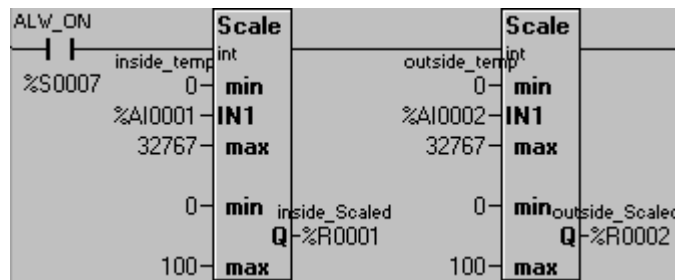 ALW_ON Scale Scale
inside_temp int outside_temp int
%S0007 0 min 0 min
%AI0001 IN1 %AI0002 IN1
32767 max 32767 max
0 min inside_Scaled 0 min outside_Scaled
Q %R0001 Q %R0002
100 max 100 max